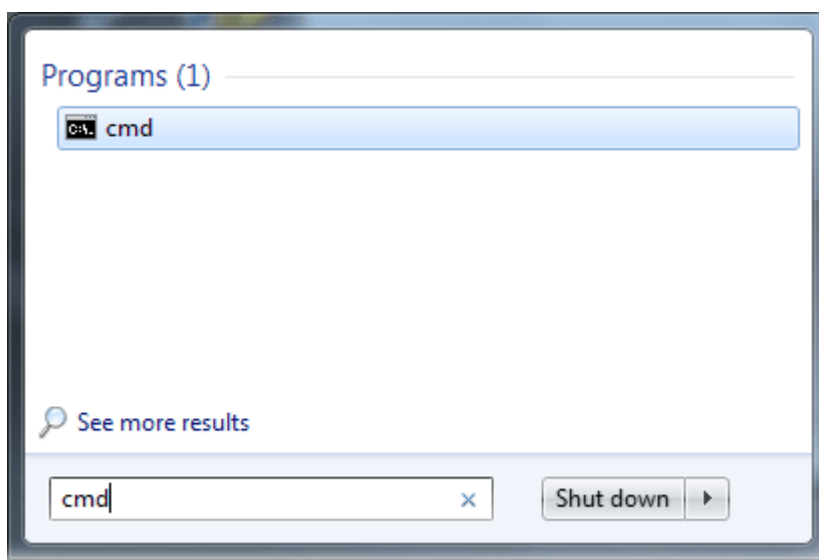 Programs (1)
C:\.
cmd
See more results
cmd
Shut down